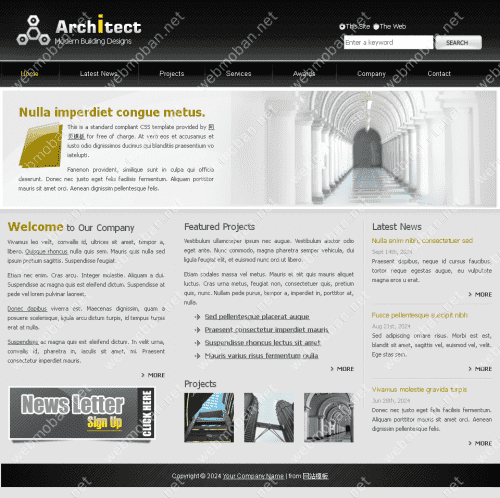 Architect
Modern Building Designs
This Site The Web
Enter a keyword
SEARCH
Home Latest News Projects Services Awards Company Contact
Nulla imperdiet congue metus.
This is a standard compliant CSS template provided by 网
页模板 for free of charge. At vero eos et accusamus et
iusto odio dignissimos ducimus qui blanditiis praesentium vo
luptatum.
Panenon provident, similique sunt in culpa qui officia
deserunt. Donec nec justo eget felis facilisis fermentum. Aliquam porttitor
mauris sit amet orci. Aenean dignissim pellentesque felis.
Welcome to Our Company
Vivamus leo velit, convallis id, ultrices sit amet, tempor a,
libero. Quisque rhoncus nulla quis sem. Mauris quis nulla sed
ipsum pretium sagittis. Suspendisse feugiat.
Etiam nec enim. Cras arcu. Integer molestie. Aliquam a dui.
Suspendisse ac magna quis est eleifend dictum. Suspendisse at
pede vel lorem pulvinar laoreet.
Donec dapibus viverra est. Maecenas dignissim, quam a
posuere scelerisque, ligula arcu dictum turpis, id tempus turpis
erat at nulla.
Suspendisse ac magna quis est eleifend dictum. In velit urna,
convallis id, pharetra in, iaculis sit amet, mi. Praesent
consectetur imperdiet mauris.
MORE
News Letter
Sign Up
CLICK HERE
Featured Projects
Vestibulum ullamcorper ipsum nec augue. Vestibulum auctor odio
eget ante. Nunc commodo, magna pharetra semper vehicula, dui
ligula feugiat elit, et euismod nunc orci ut libero.
Etiam sodales massa vel metus. Mauris et elit quis mauris aliquet
luctus. Cras urna metus, feugiat non, consectetuer quis, pretium
quis, nunc. Nullam pede purus, tempor a, imperdiet in, porttitor at,
nulla.
Sed pellentesque placerat augue
Praesent consectetur imperdiet mauris
Suspendisse rhoncus lectus sit amet
Mauris varius risus fermentum nulla
MORE
Projects
Latest News
Nulla enim nibh, consectetuer sed
Sept 14th, 2024
Praesent dapibus, neque id cursus faucibus,
tortor neque egestas augue, eu vulputate
magna eros u erat.
MORE
Fusce pellentesque suscipit nibh
Aug 21st, 2024
Sed adipiscing ornare risus. Morbi est est,
blandit sit amet, sagittis vel, euismod vel, velit.
Ege stas sem.
MORE
Vivamus molestie gravida turpis
Jun 25th, 2024
Donec nec justo eget felis facilisis fermentum.
Aliquam porttitor mauris sit amet orci. Aenean
dignissim pellentesque felis.
MORE
Copyright © 2024 Your Company Name | from 网站模板